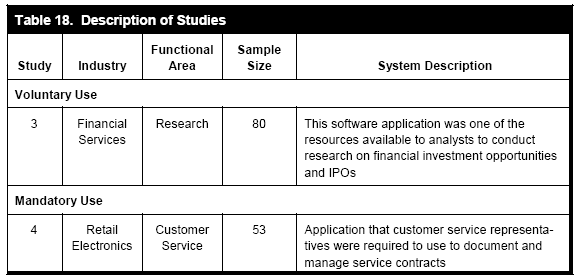 Table 18. Description of Studies
Study Industry Functional Area Sample Size System Description
Voluntary Use
3 Financial Services Research 80 This software application was one of the
resources available to analysts to conduct
research on financial investment opportunities
and IPOs
Mandatory Use
4 Retail Electronics Customer Service 53 Application that customer service representa-
tives were required to use to document and
manage service contracts